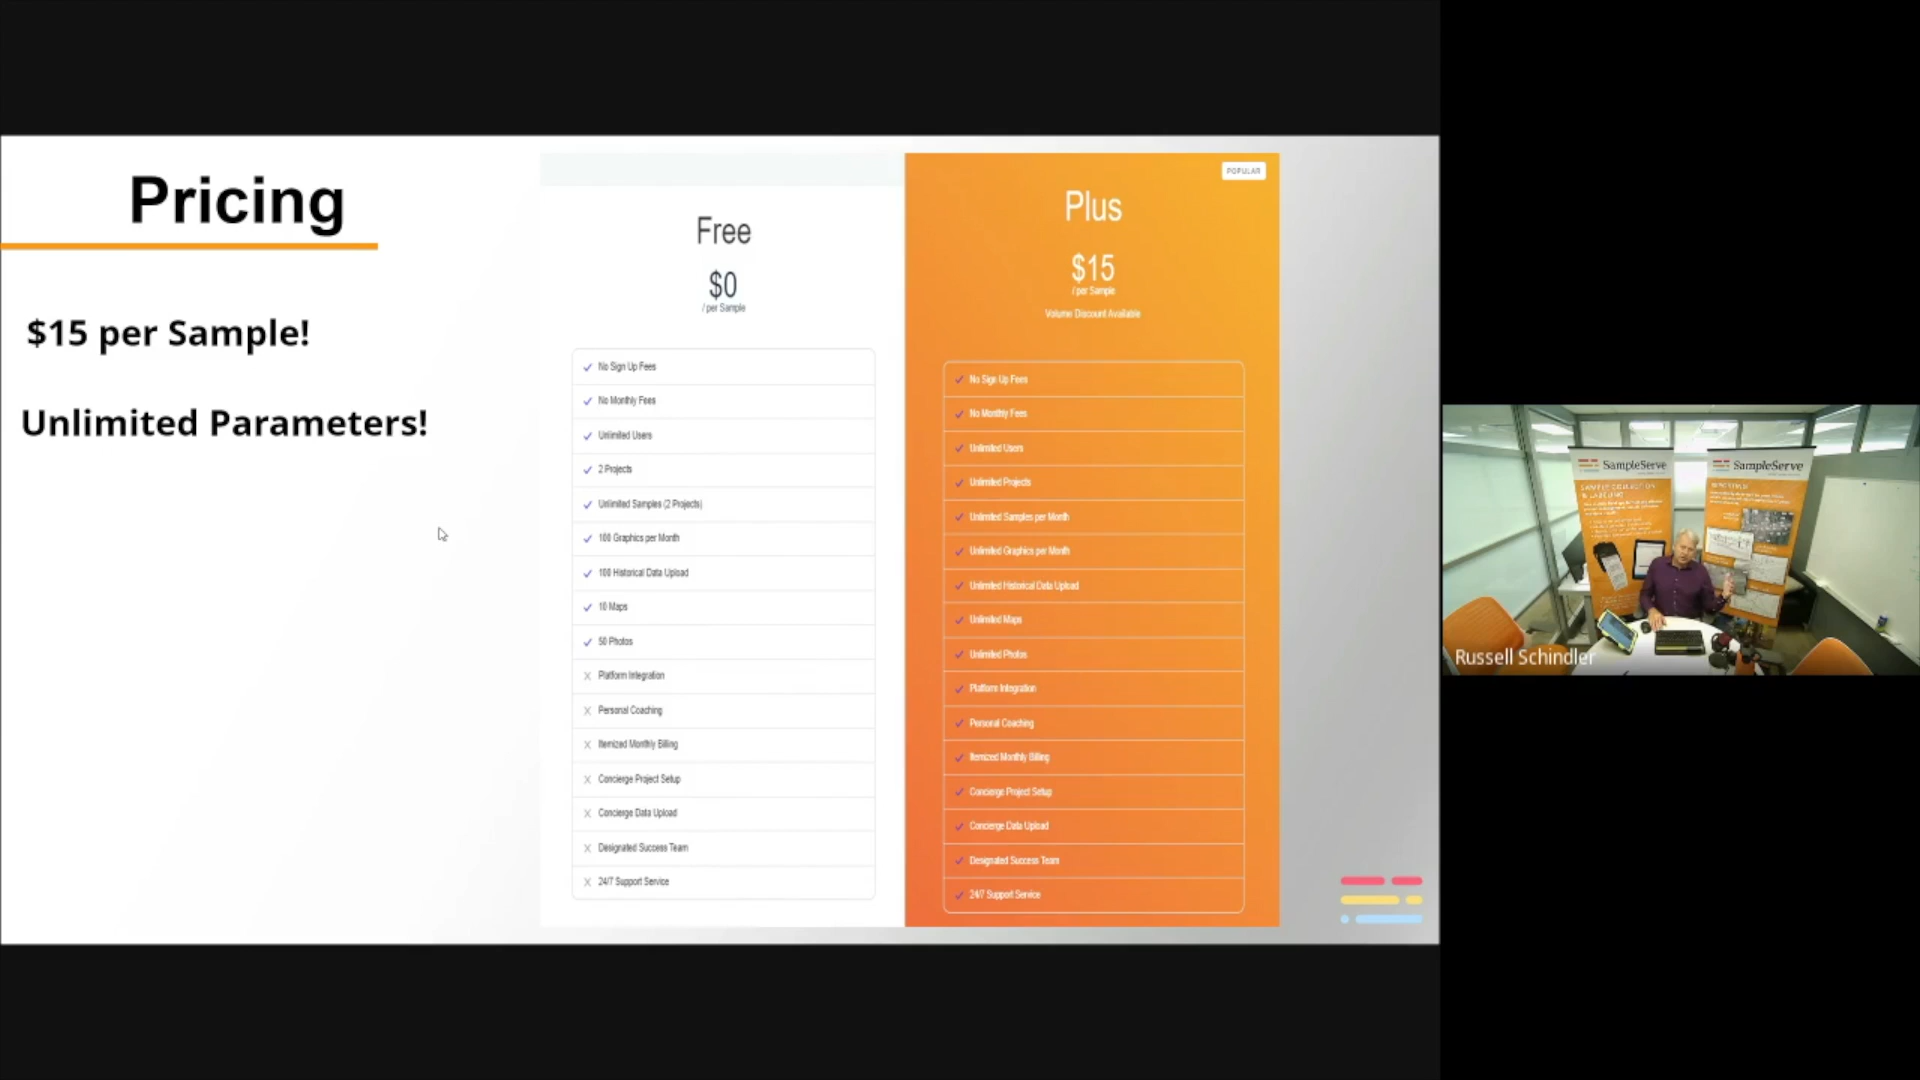 Pricing
$15 per Sample!
Unlimited Parameters!
Free
$0
/ per Sample
No Sign Up Fees
No Monthly Fees
Unlimited Users
2 Projects
Unlimited Samples (2 Projects)
100 Graphics per Month
100 Historical Data Upload
10 Maps
50 Photos
Platform Integration
Personal Coaching
Itemized Monthly Billing
Concierge Project Setup
Concierge Data Upload
Designated Success Team
24/7 Support Service
POPULAR
Plus
$15
/ per Sample
Volume Discount Available
No Sign Up Fees
No Monthly Fees
Unlimited Users
Unlimited Projects
Unlimited Samples per Month
Unlimited Graphics per Month
Unlimited Historical Data Upload
Unlimited Maps
Unlimited Photos
Platform Integration
Personal Coaching
Itemized Monthly Billing
Concierge Project Setup
Concierge Data Upload
Designated Success Team
24/7 Support Service
SampleServe
SAMPLE COLLECTION
& LABELING
SampleServe
Russell Schindler